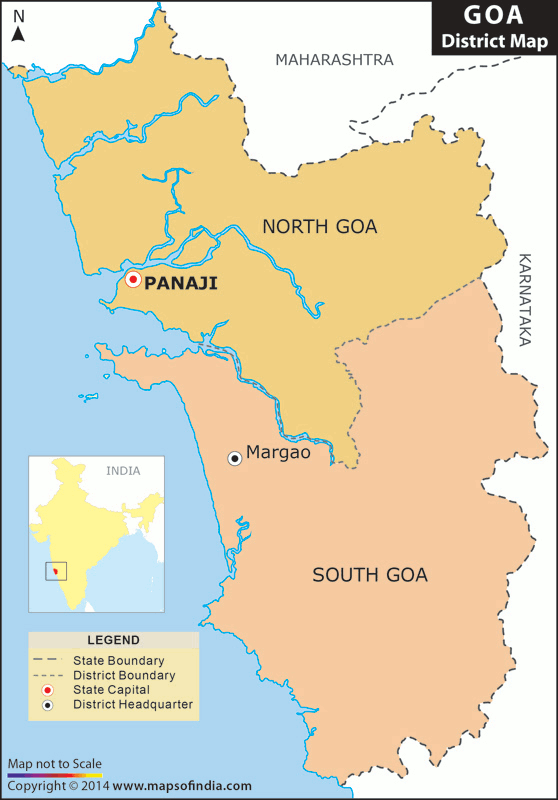 GOA
District Map
N
MAHARASHTRA
NORTH GOA
KARNATAKA
PANAJI
Margao
INDIA
SOUTH GOA
LEGEND
State Boundary
District Boundary
State Capital
District Headquarter
Map not to Scale
Copyright © 2014 www.mapsofindia.com